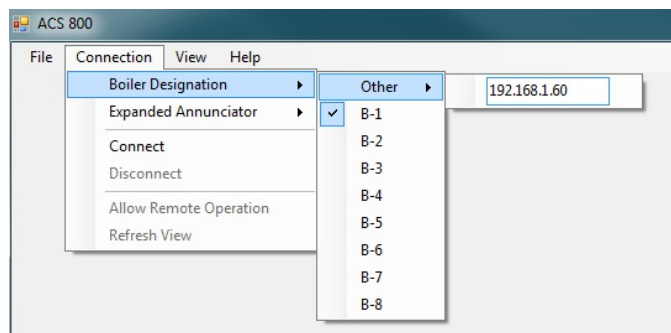 ACS 800
File Connection View Help
Boiler Designation
Expanded Annunciator
Connect
Disconnect
Allow Remote Operation
Refresh View
Other
B-1
B-2
B-3
B-4
B-5
B-6
B-7
B-8
192.168.1.60